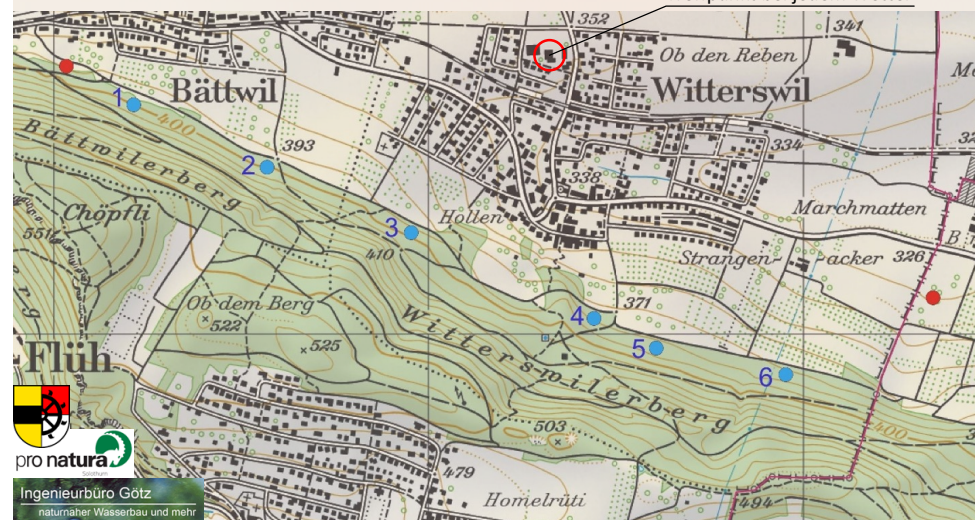 352
341
Ob den Reben
Bättwil
Witterswil
1
400
393
2
334
Bättwilerberg
338
Chöpfli
Hollen
Marchmatten
3
551
410
Strangen-acker
326
B
Ob dem Berg
371
522
4
Witterswilerberg
525
5
Flüh
6
503
400
pro natura
Solothurn
479
Ingenieurbüro Götz
naturnaher Wasserbau und mehr
Homelrüti
494